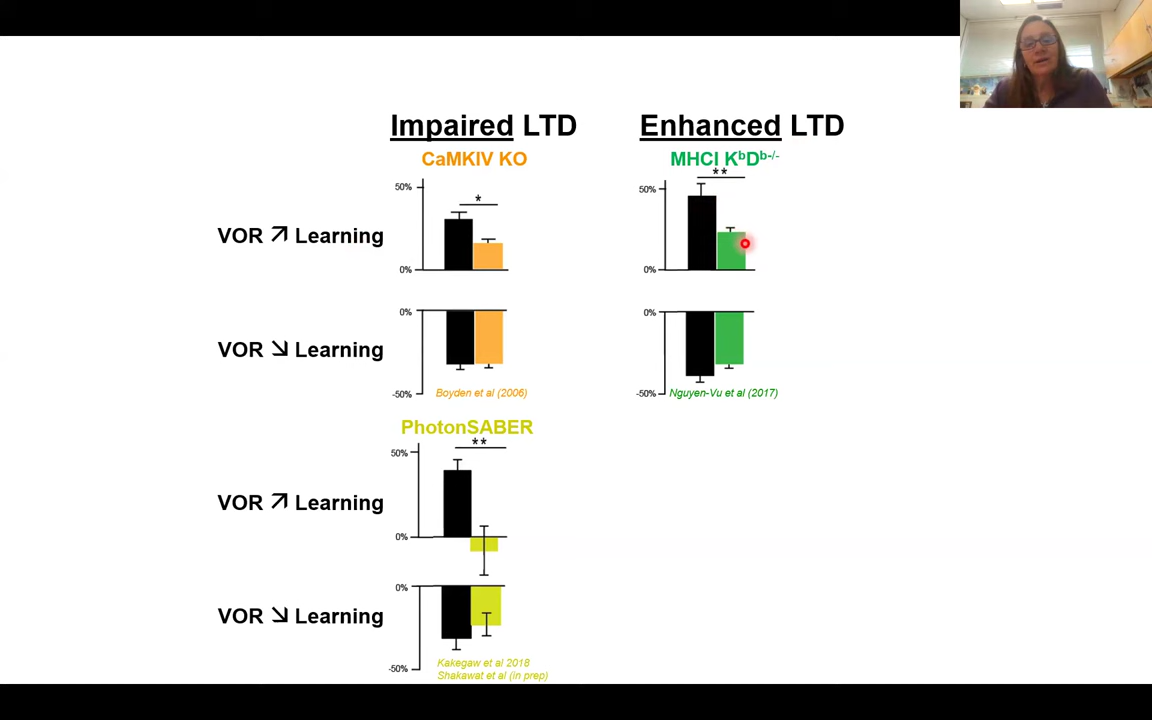 Impaired LTD
CaMKIV KO
50%
*
VOR ↗ Learning
0%
0%
VOR ↘ Learning
-50%
Boyden et al (2006)
PhotonSABER
**
50%
VOR ↗ Learning
0%
0%
VOR ↘ Learning
-50%
Kakegaw et al 2018
Shakawat et al (in prep)
Enhanced LTD
MHCI KᵇDᵇ⁻/⁻
**
50%
0%
0%
-50%
Nguyen-Vu et al (2017)